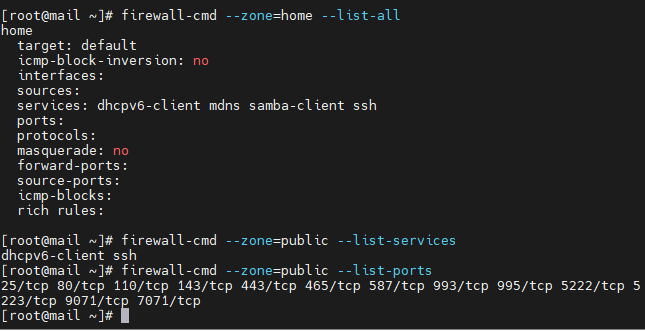 [root@mail ~]# firewall-cmd --zone=home --list-all
home
  target: default
  icmp-block-inversion: no
  interfaces:
  sources:
  services: dhcpv6-client mdns samba-client ssh
  ports:
  protocols:
  masquerade: no
  forward-ports:
  source-ports:
  icmp-blocks:
  rich rules:

[root@mail ~]# firewall-cmd --zone=public --list-services
dhcpv6-client ssh
[root@mail ~]# firewall-cmd --zone=public --list-ports
25/tcp 80/tcp 110/tcp 143/tcp 443/tcp 465/tcp 587/tcp 993/tcp 995/tcp 5222/tcp 5
223/tcp 9071/tcp 7071/tcp
[root@mail ~]#